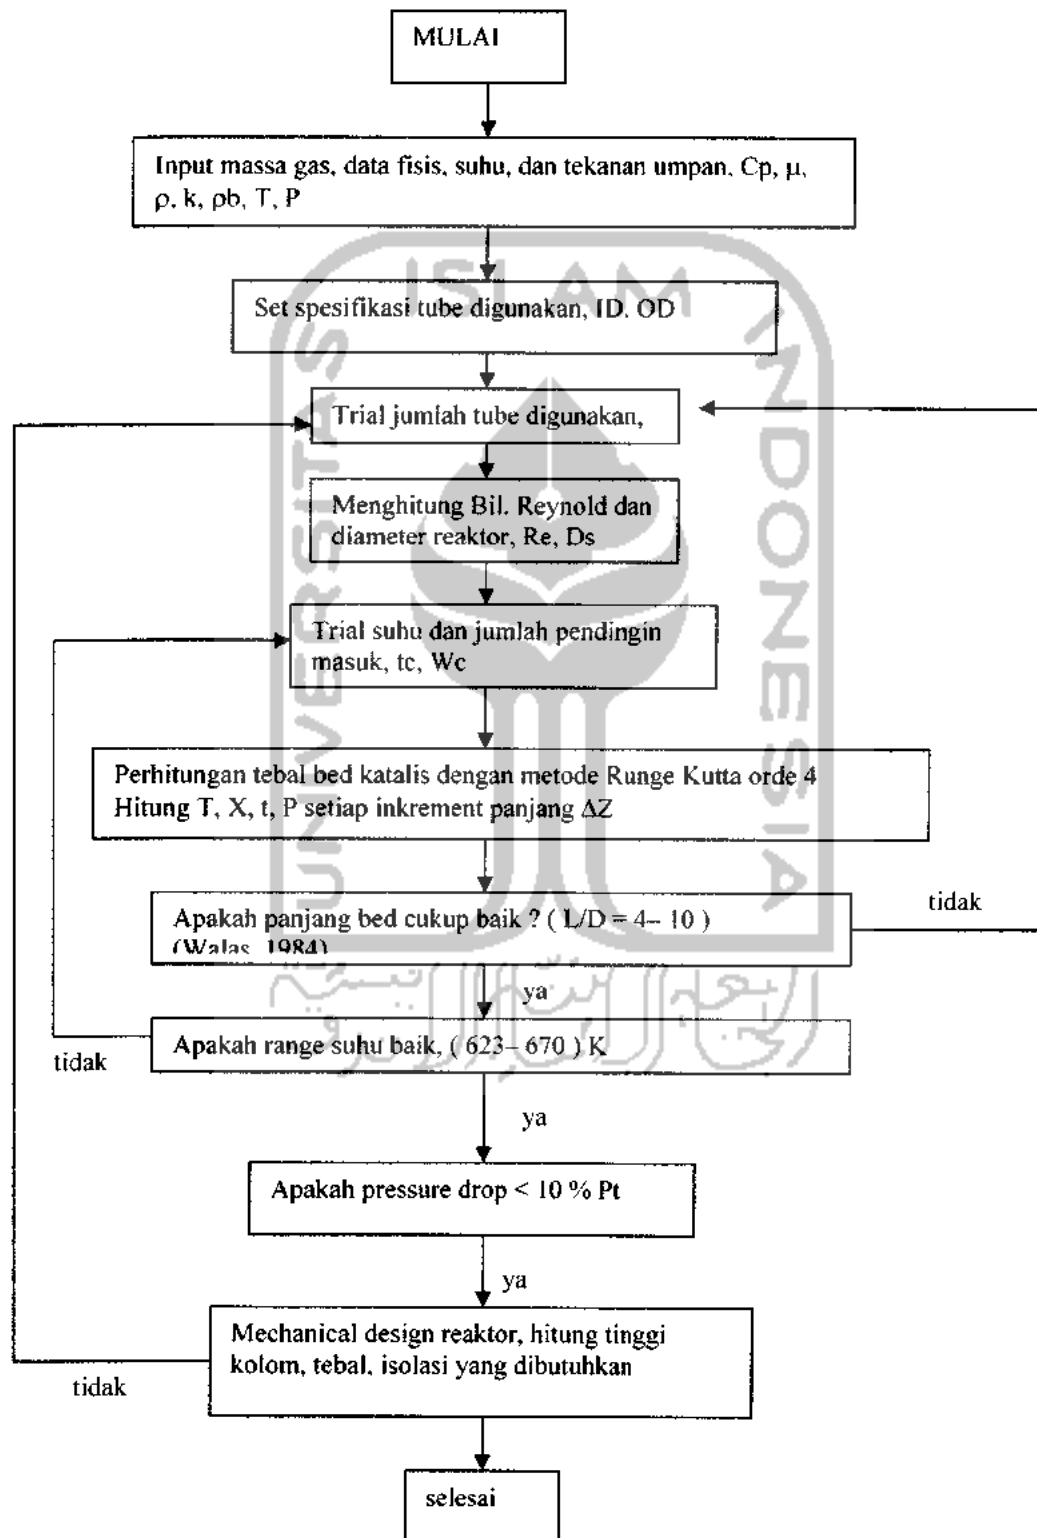 MULAI
Input massa gas, data fisis, suhu, dan tekanan umpan, Cp, μ,
ρ, k, ρb, T, P
Set spesifikasi tube digunakan, ID. OD
Trial jumlah tube digunakan,
Menghitung Bil. Reynold dan
diameter reaktor, Re, Ds
Trial suhu dan jumlah pendingin
masuk, tc, Wc
Perhitungan tebal bed katalis dengan metode Runge Kutta orde 4
Hitung T, X, t, P setiap inkrement panjang ΔZ
Apakah panjang bed cukup baik ? ( L/D = 4– 10 )
(Walas, 1984)
tidak
ya
Apakah range suhu baik, ( 623– 670 ) K
tidak
ya
Apakah pressure drop < 10 % Pt
ya
Mechanical design reaktor, hitung tinggi
kolom, tebal, isolasi yang dibutuhkan
tidak
selesai
UNIVERSITAS
ISLAM
INDONESIA